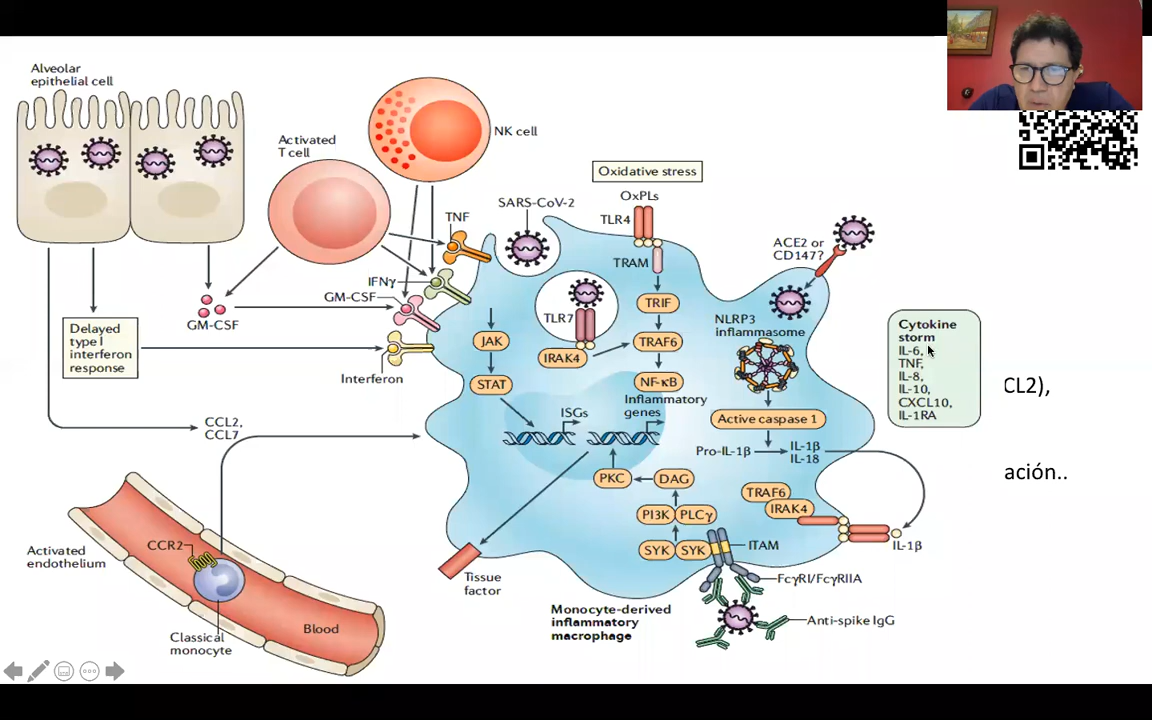 Alveolar
epithelial cell
Activated
T cell
NK cell
Oxidative stress
OxPLs
TLR4
SARS-CoV-2
TNF
TRAM
ACE2 or
CD147?
IFNγ
GM-CSF
GM-CSF
TRIF
TLR7
NLRP3
inflammasome
Delayed
type I
interferon
response
JAK
TRAF6
IRAK4
Cytokine
storm
IL-6,
TNF,
IL-8,
IL-10,
CXCL10,
IL-1RA
CL2),
Interferon
STAT
NF-κB
Inflammatory
genes
ISGs
Active caspase 1
CCL2,
CCL7
Pro-IL-1β
IL-1β
IL-18
ación..
PKC
DAG
TRAF6
IRAK4
PI3K
PLCγ
SYK
SYK
ITAM
IL-1β
CCR2
Activated
endothelium
Tissue
factor
FcγRI/FcγRIIA
Monocyte-derived
inflammatory
macrophage
Anti-spike IgG
Blood
Classical
monocyte